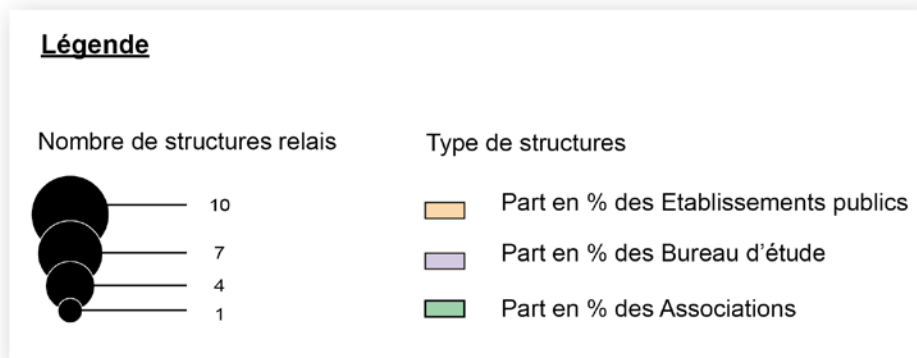 Légende
Nombre de structures relais
10
7
4
1
Type de structures
Part en % des Etablissements publics
Part en % des Bureau d'étude
Part en % des Associations